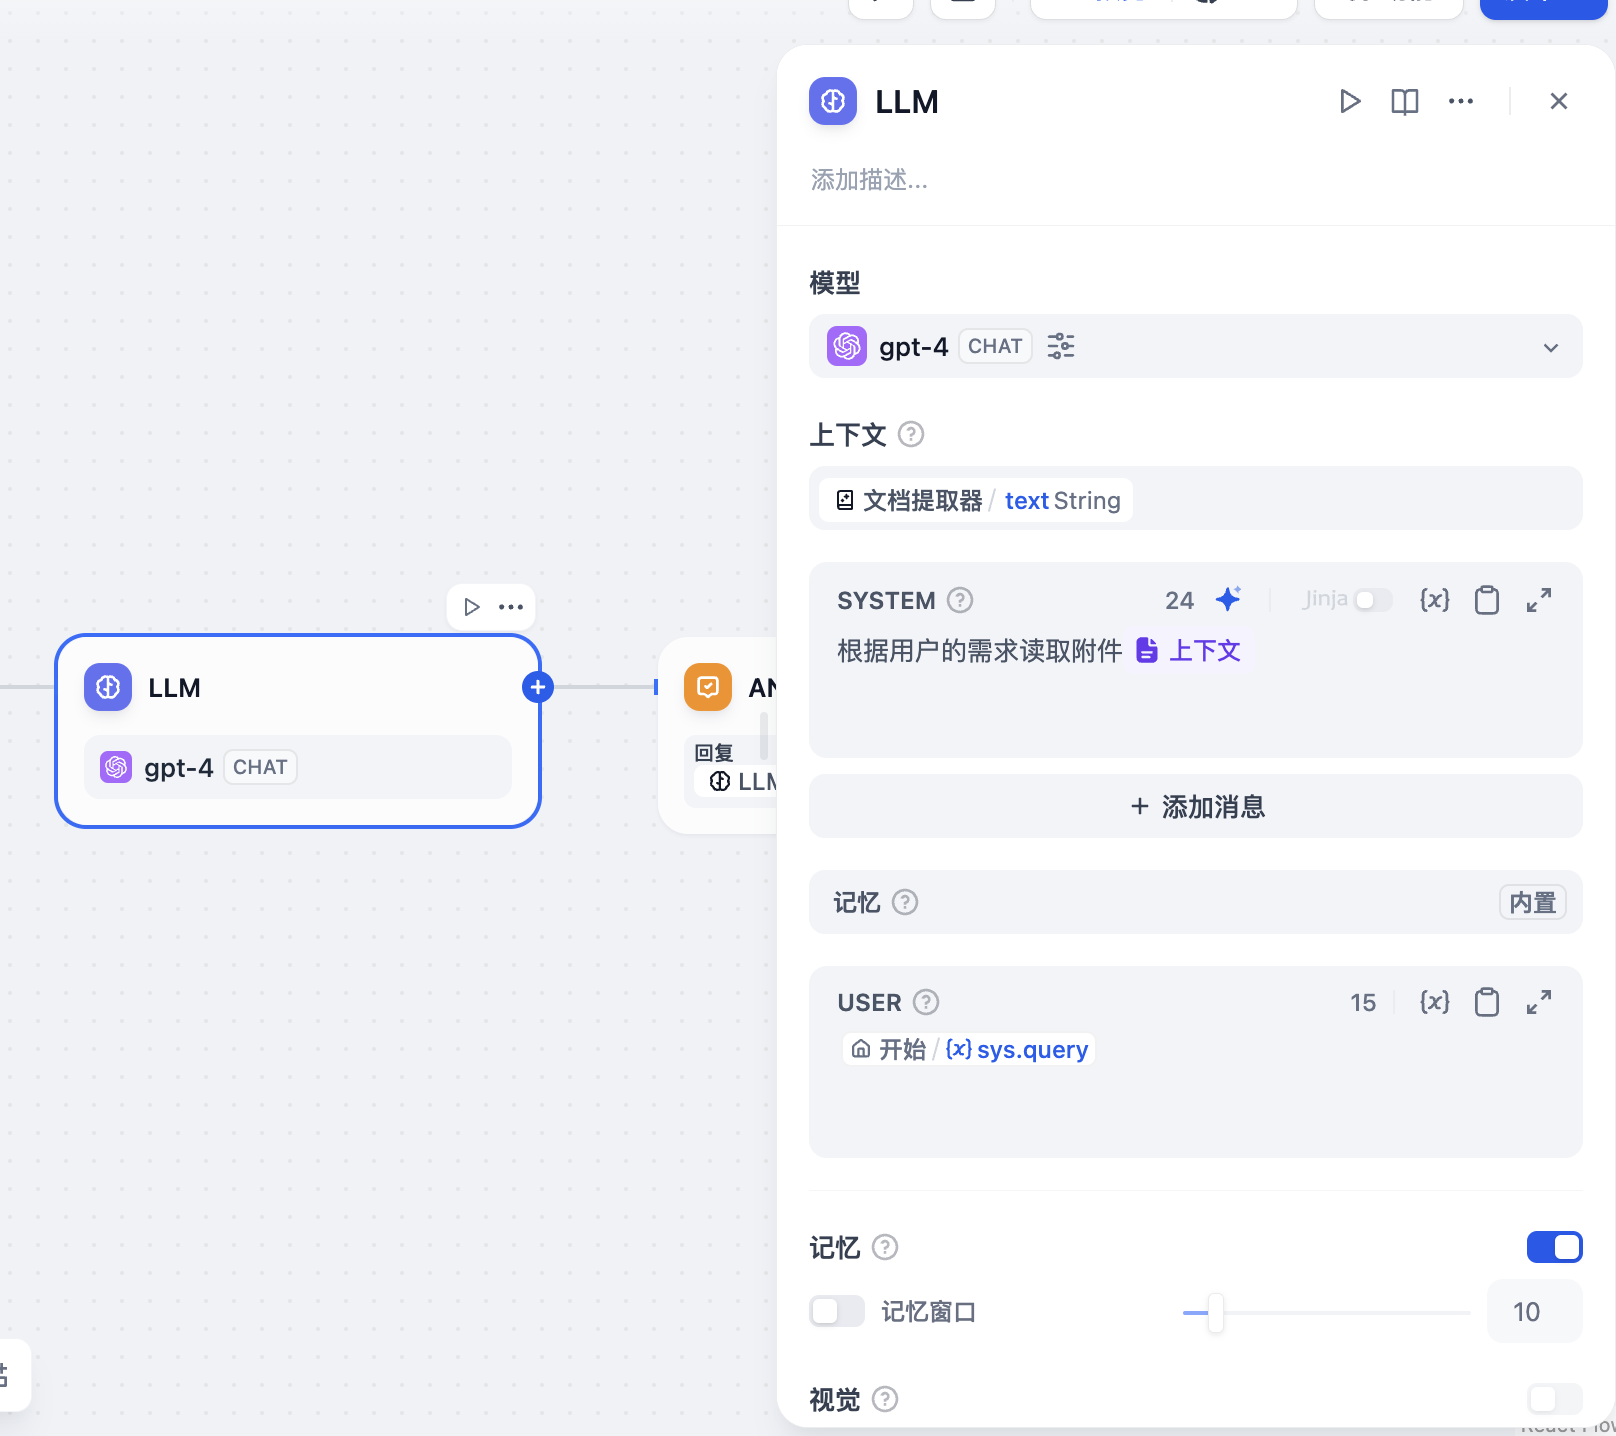 LLM
添加描述...
模型
gpt-4 CHAT
上下文
文档提取器 / text String
SYSTEM 24 Jinja {x}
根据用户的需求读取附件 上下文
+ 添加消息
记忆 内置
USER 15 {x}
开始 / {x} sys.query
记忆
记忆窗口 10
视觉
LLM
gpt-4 CHAT
回复